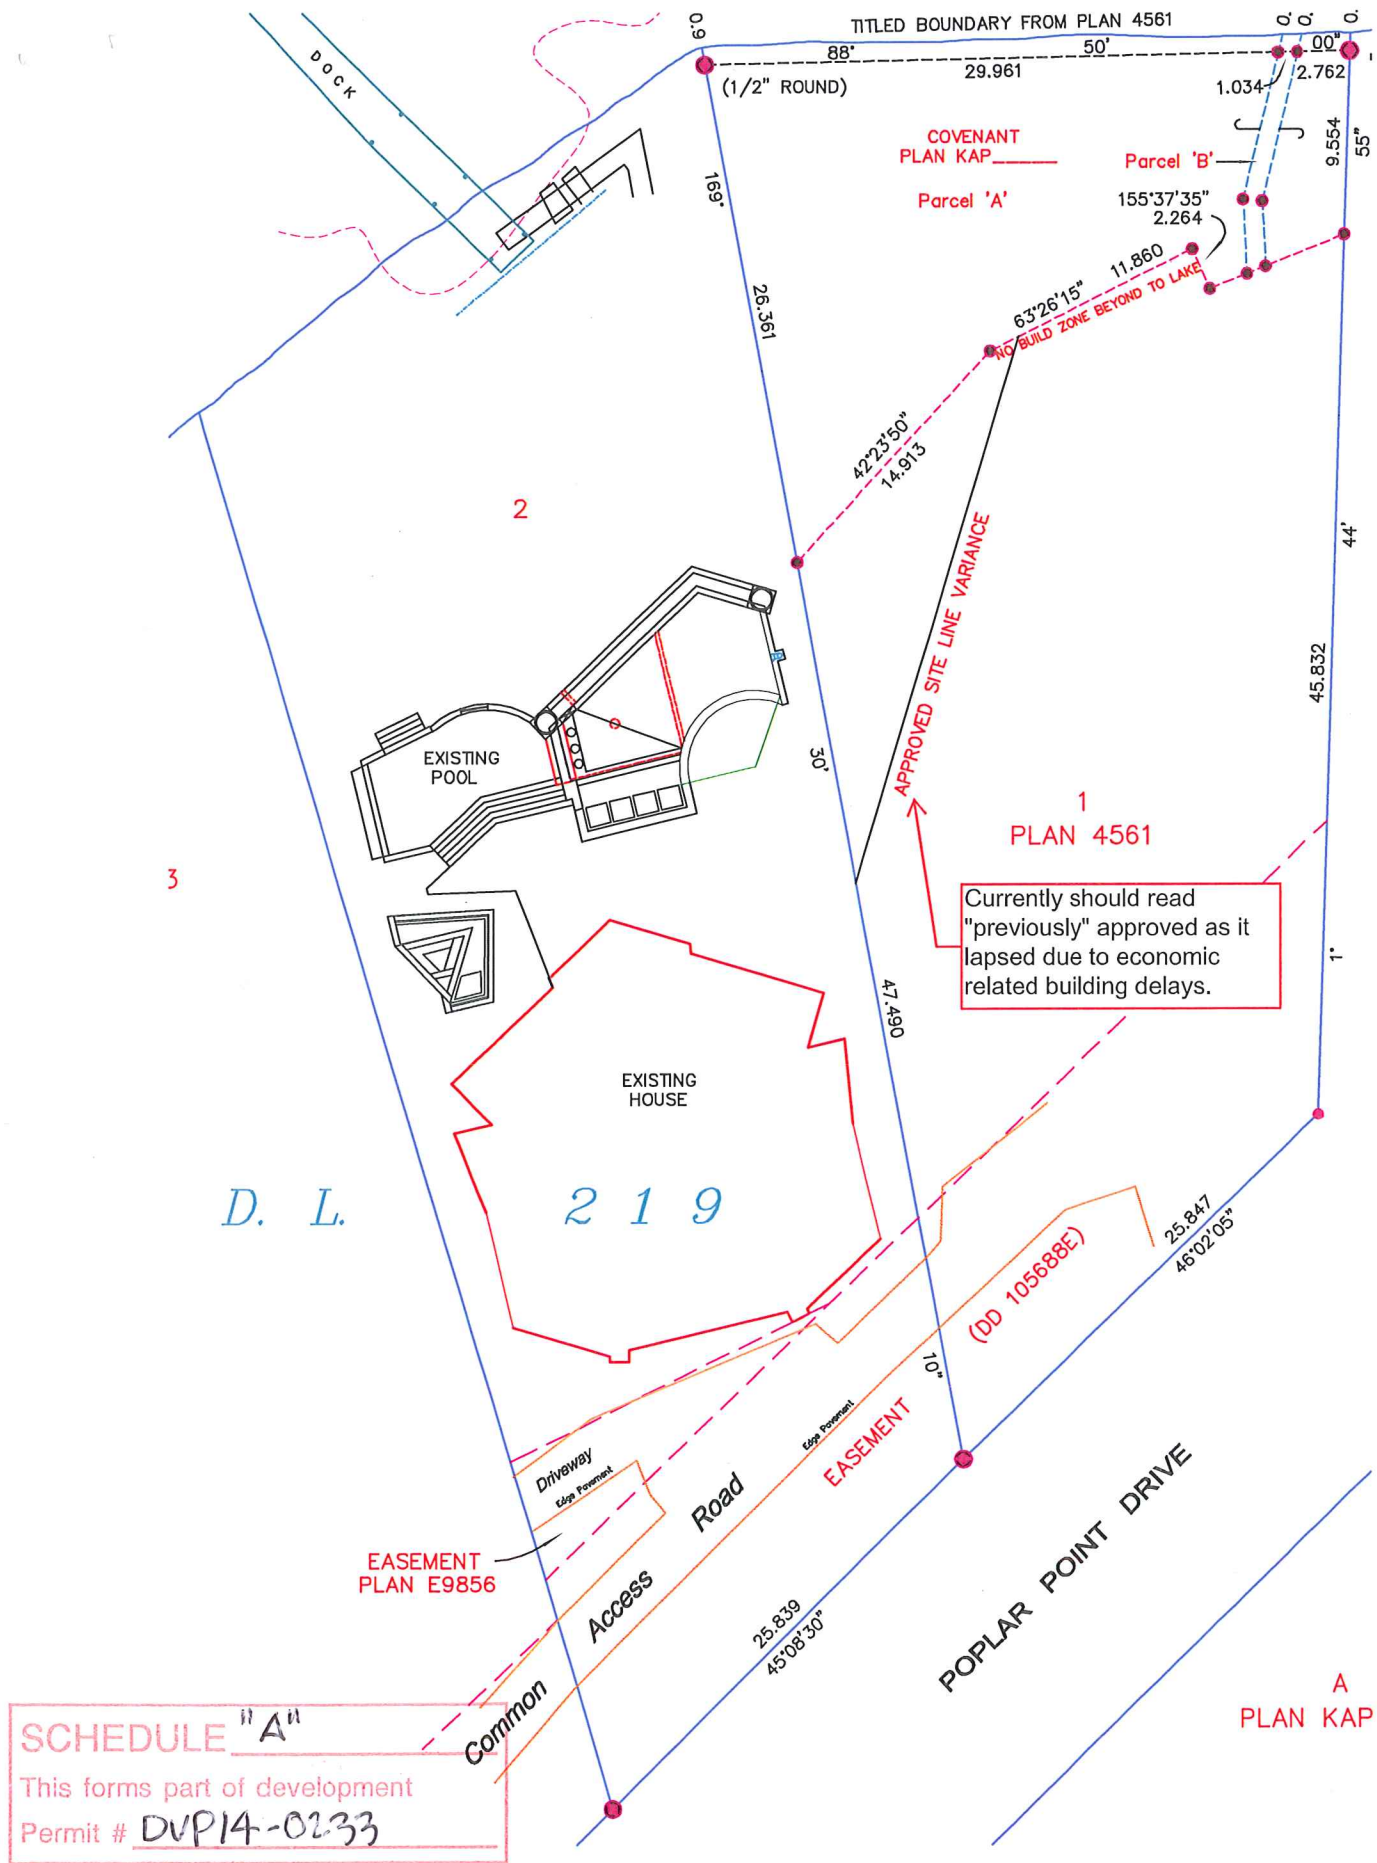 TITLED BOUNDARY FROM PLAN 4561
0.9
0.
0.
0.
88°
50'
00"
29.961
1.034
2.762
(1/2" ROUND)
DOCK
COVENANT
PLAN KAP_____
Parcel 'A'
Parcel 'B'
9.554
55"
155°37'35"
2.264
169°
26.361
11.860
63°26'15"
NO BUILD ZONE BEYOND TO LAKE
42°23'50"
14.913
2
APPROVED SITE LINE VARIANCE
44'
45.832
30'
EXISTING
POOL
1
PLAN 4561
3
Currently should read
"previously" approved as it
lapsed due to economic
related building delays.
1°
47.490
EXISTING
HOUSE
D. L. 219
25.847
46°02'05"
(DD 105688E)
10"
EASEMENT
Edge Pavement
Driveway
Edge Pavement
Common Access Road
EASEMENT
PLAN E9856
25.839
45°08'30"
POPLAR POINT DRIVE
A
PLAN KAP
SCHEDULE "A"
This forms part of development
Permit # DVP14-0233